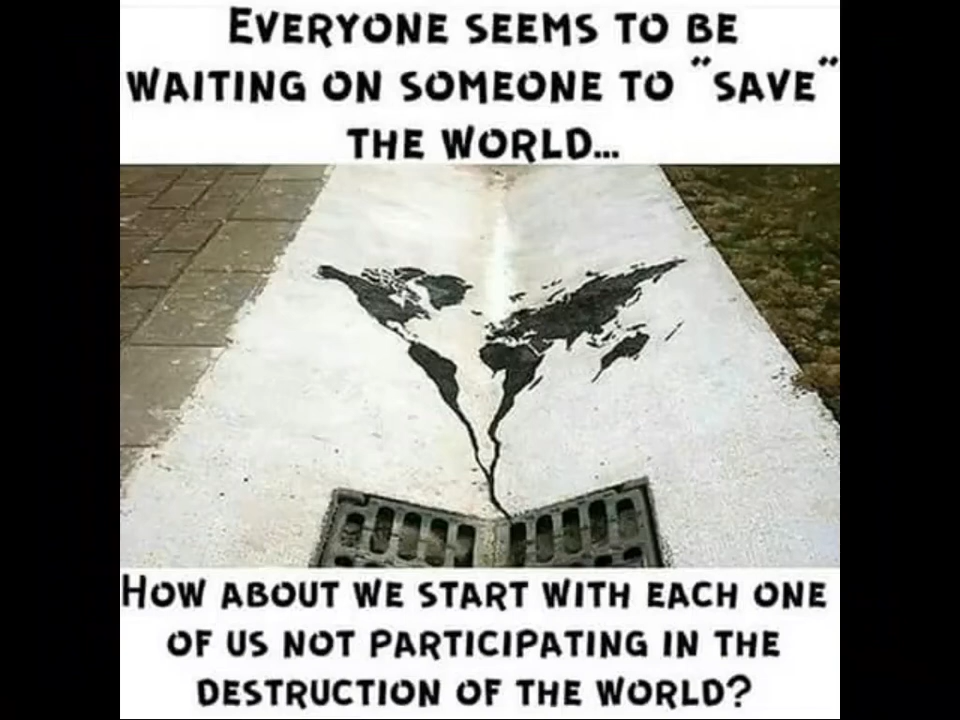 EVERYONE SEEMS TO BE
WAITING ON SOMEONE TO "SAVE"
THE WORLD...
HOW ABOUT WE START WITH EACH ONE
OF US NOT PARTICIPATING IN THE
DESTRUCTION OF THE WORLD?